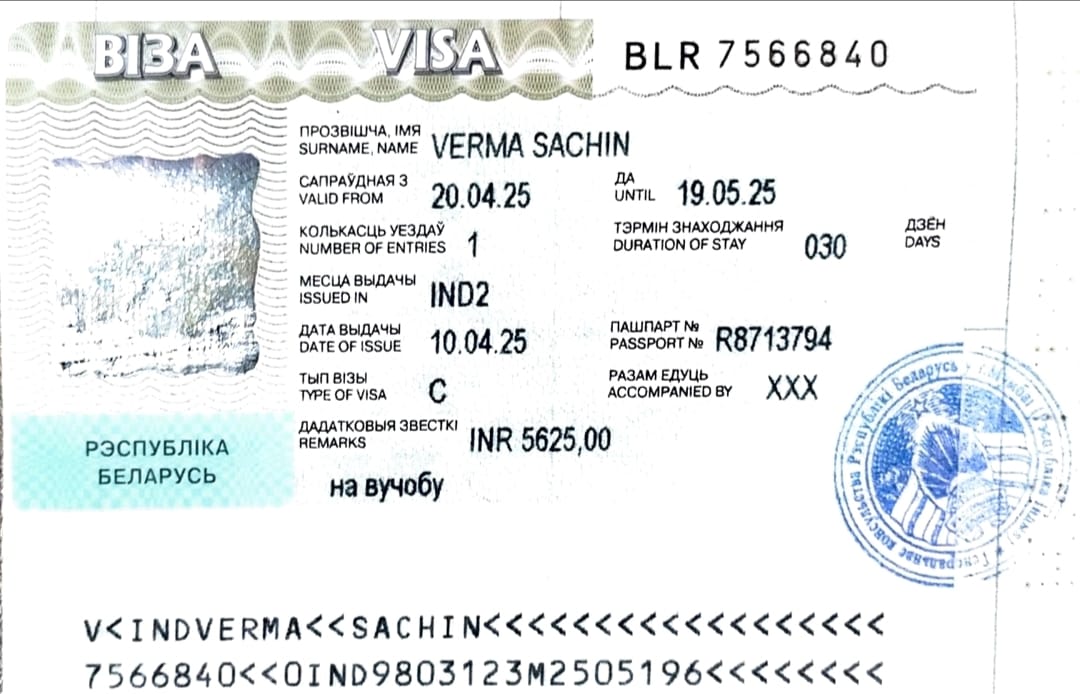 ВІЗА VISA BLR 7566840
ПРОЗВІШЧА, ІМЯ
SURNAME, NAME VERMA SACHIN
САПРАЎДНАЯ З
VALID FROM 20.04.25
ДА
UNTIL 19.05.25
КОЛЬКАСЦЬ УЕЗДАЎ
NUMBER OF ENTRIES 1
ТЭРМІН ЗНАХОДЖАННЯ
DURATION OF STAY 030
ДЗЁН
DAYS
МЕСЦА ВЫДАЧЫ
ISSUED IN IND2
ДАТА ВЫДАЧЫ
DATE OF ISSUE 10.04.25
ПАШПАРТ №
PASSPORT № R8713794
ТЫП ВІЗЫ
TYPE OF VISA C
РАЗАМ ЕДУЦЬ
ACCOMPANIED BY XXX
ДАДАТКОВЫЯ ЗВЕСТКІ
REMARKS INR 5625,00
на вучобу
РЭСПУБЛІКА
БЕЛАРУСЬ
Генеральнае консульства Рэспублікі Беларусь у
V<INDVERMA<<SACHIN<<<<<<<<<<<<<<<<<<
7566840<<0IND9803123M2505196<<<<<<<<